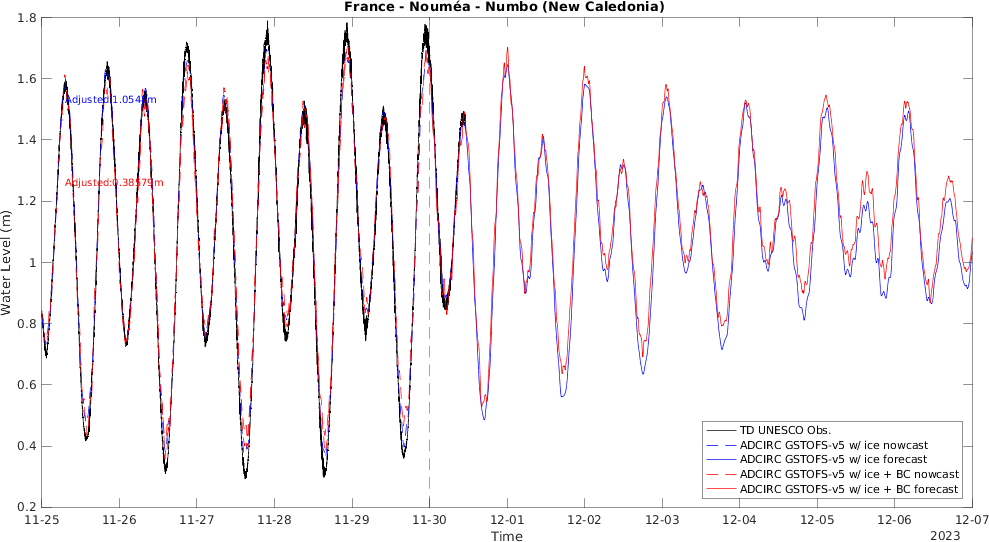 France - Nouméa - Numbo (New Caledonia)
1.8
1.6
1.4
1.2
1
0.8
0.6
0.4
0.2
Water Level (m)
Adjusted:0.38579m
11-25
11-26
11-27
11-28
11-29
11-30
12-01
12-02
12-03
12-04
12-05
12-06
12-07
Time
2023
TD UNESCO Obs.
ADCIRC GSTOFS-v5 w/ ice nowcast
ADCIRC GSTOFS-v5 w/ ice forecast
ADCIRC GSTOFS-v5 w/ ice + BC nowcast
ADCIRC GSTOFS-v5 w/ ice + BC forecast